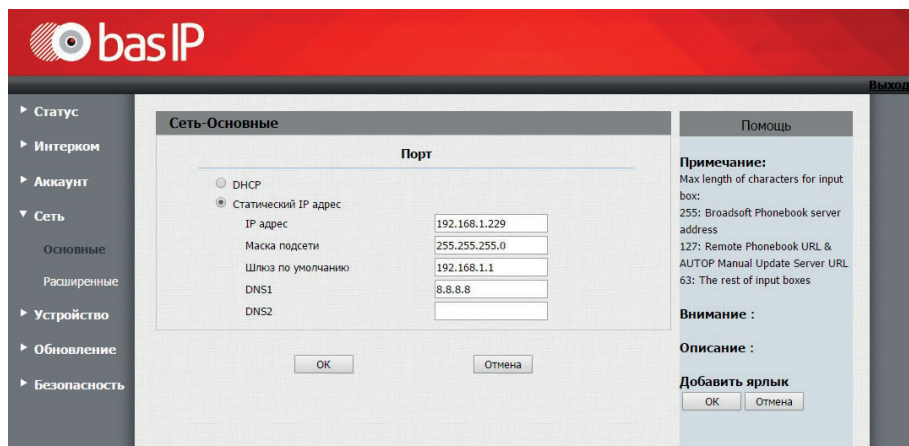 bas IP
Выход
Статус
Интерком
Аккаунт
Сеть
Основные
Расширенные
Устройство
Обновление
Безопасность
Сеть-Основные
Порт
DHCP
Статический IP адрес
IP адрес 192.168.1.229
Маска подсети 255.255.255.0
Шлюз по умолчанию 192.168.1.1
DNS1 8.8.8.8
DNS2
ОК Отмена
Помощь
Примечание:
Max length of characters for input
box:
255: Broadsoft Phonebook server
address
127: Remote Phonebook URL &
AUTOP Manual Update Server URL
63: The rest of input boxes
Внимание :
Описание :
Добавить ярлык
ОК Отмена